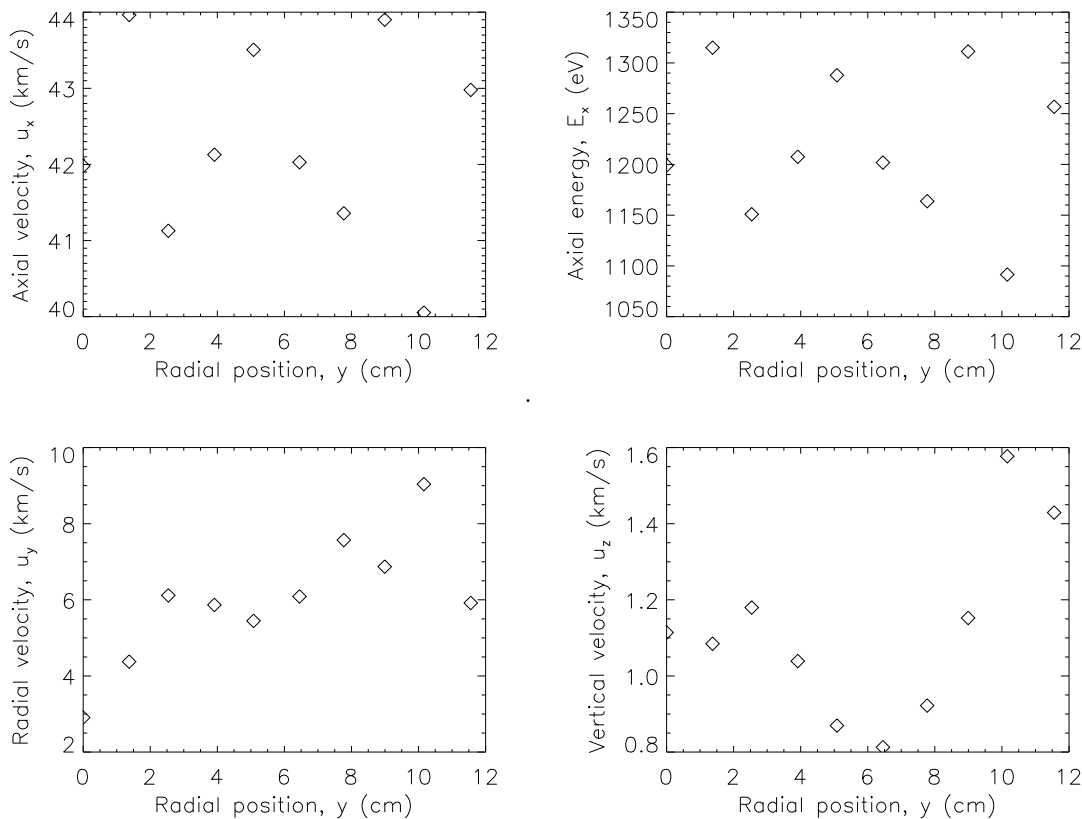 44
43
42
41
40
Axial velocity, uₓ (km/s)
0 2 4 6 8 10 12
Radial position, y (cm)
1350
1300
1250
1200
1150
1100
1050
Axial energy, Eₓ (eV)
0 2 4 6 8 10 12
Radial position, y (cm)
10
8
6
4
2
Radial velocity, u_y (km/s)
0 2 4 6 8 10 12
Radial position, y (cm)
1.6
1.4
1.2
1.0
0.8
Vertical velocity, u_z (km/s)
0 2 4 6 8 10 12
Radial position, y (cm)